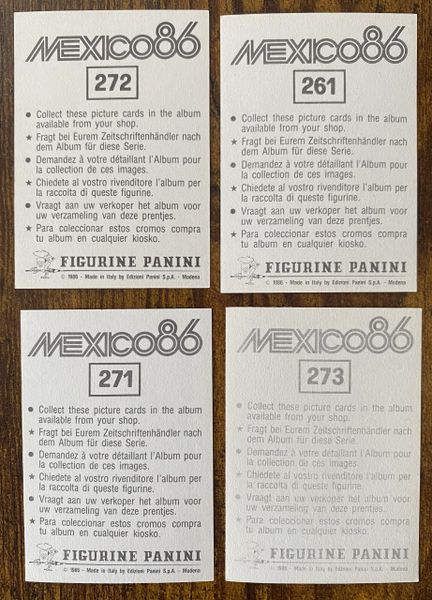 MEXICO86
272
● Collect these picture cards in the album
available from your shop.
★ Fragt bei Eurem Zeitschriftenhändler nach
dem Album für diese Serie.
● Demandez à votre détaillant l'Album pour
la collection de ces images.
★ Chiedete al vostro rivenditore l'album per
la raccolta di queste figurine.
● Vraagt aan uw verkoper het album voor
uw verzameling van deze prentjes.
★ Para coleccionar estos cromos compra
tu album en cualquier kiosko.
FIGURINE PANINI
© 1986 - Made in Italy by Edizioni Panini S.p.A. - Modena
MEXICO86
261
● Collect these picture cards in the album
available from your shop.
★ Fragt bei Eurem Zeitschriftenhändler nach
dem Album für diese Serie.
● Demandez à votre détaillant l'Album pour
la collection de ces images.
★ Chiedete al vostro rivenditore l'album per
la raccolta di queste figurine.
● Vraagt aan uw verkoper het album voor
uw verzameling van deze prentjes.
★ Para coleccionar estos cromos compra
tu album en cualquier kiosko.
FIGURINE PANINI
© 1986 - Made in Italy by Edizioni Panini S.p.A. - Modena
MEXICO86
271
● Collect these picture cards in the album
available from your shop.
★ Fragt bei Eurem Zeitschriftenhändler nach
dem Album für diese Serie.
● Demandez à votre détaillant l'Album pour
la collection de ces images.
★ Chiedete al vostro rivenditore l'album per
la raccolta di queste figurine.
● Vraagt aan uw verkoper het album voor
uw verzameling van deze prentjes.
★ Para coleccionar estos cromos compra
tu album en cualquier kiosko.
FIGURINE PANINI
© 1986 - Made in Italy by Edizioni Panini S.p.A. - Modena
MEXICO86
273
● Collect these picture cards in the album
available from your shop.
★ Fragt bei Eurem Zeitschriftenhändler nach
dem Album für diese Serie.
● Demandez à votre détaillant l'Album pour
la collection de ces images.
★ Chiedete al vostro rivenditore l'album per
la raccolta di queste figurine.
● Vraagt aan uw verkoper het album voor
uw verzameling van deze prentjes.
★ Para coleccionar estos cromos compra
tu album en cualquier kiosko.
FIGURINE PANINI
© 1986 - Made in Italy by Edizioni Panini S.p.A. - Modena